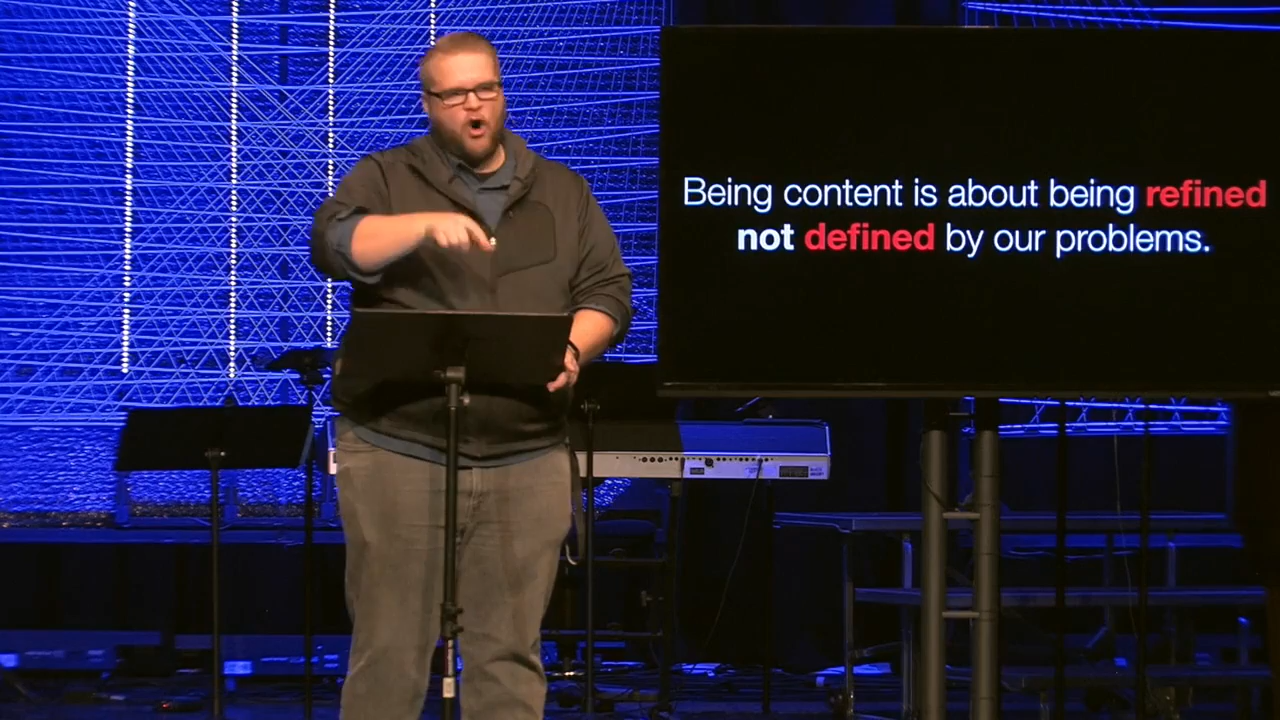 Being content is about being refined
not defined by our problems.